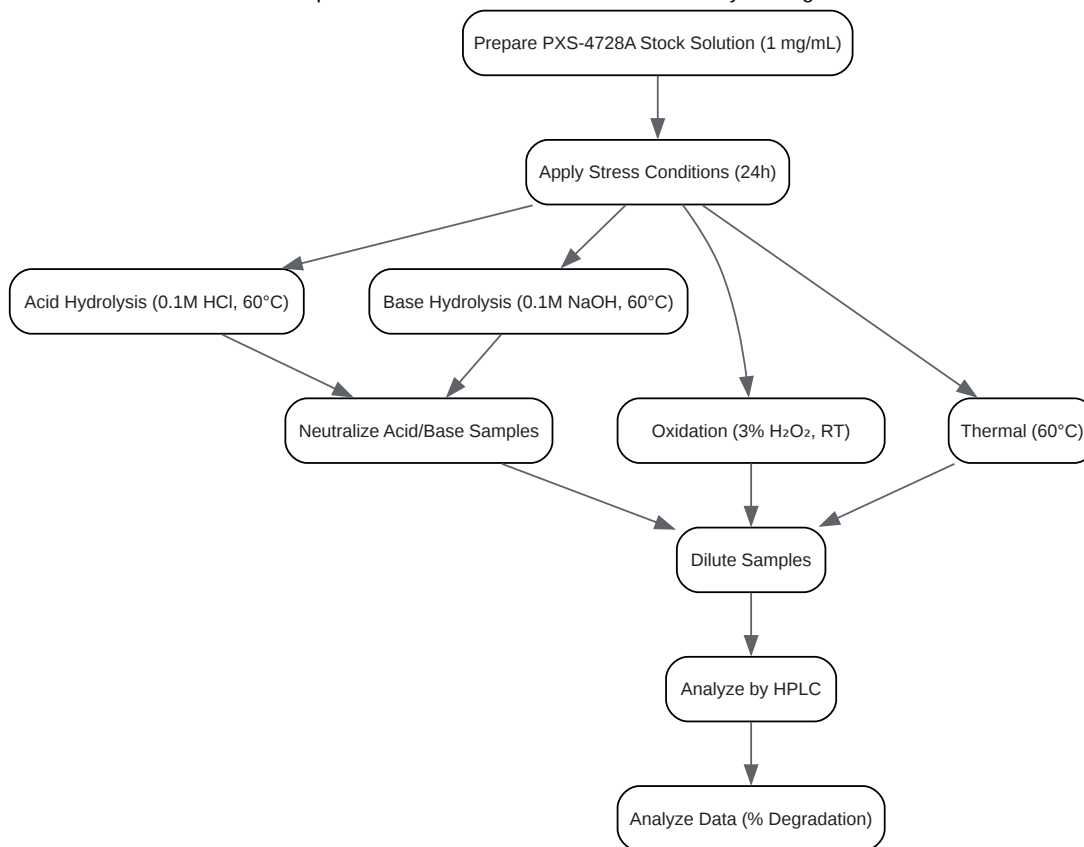 Prepare PXS-4728A Stock Solution (1 mg/mL)
Apply Stress Conditions (24h)
Acid Hydrolysis (0.1M HCl, 60°C)
Base Hydrolysis (0.1M NaOH, 60°C)
Neutralize Acid/Base Samples
Oxidation (3% H₂O₂, RT)
Thermal (60°C)
Dilute Samples
Analyze by HPLC
Analyze Data (% Degradation)